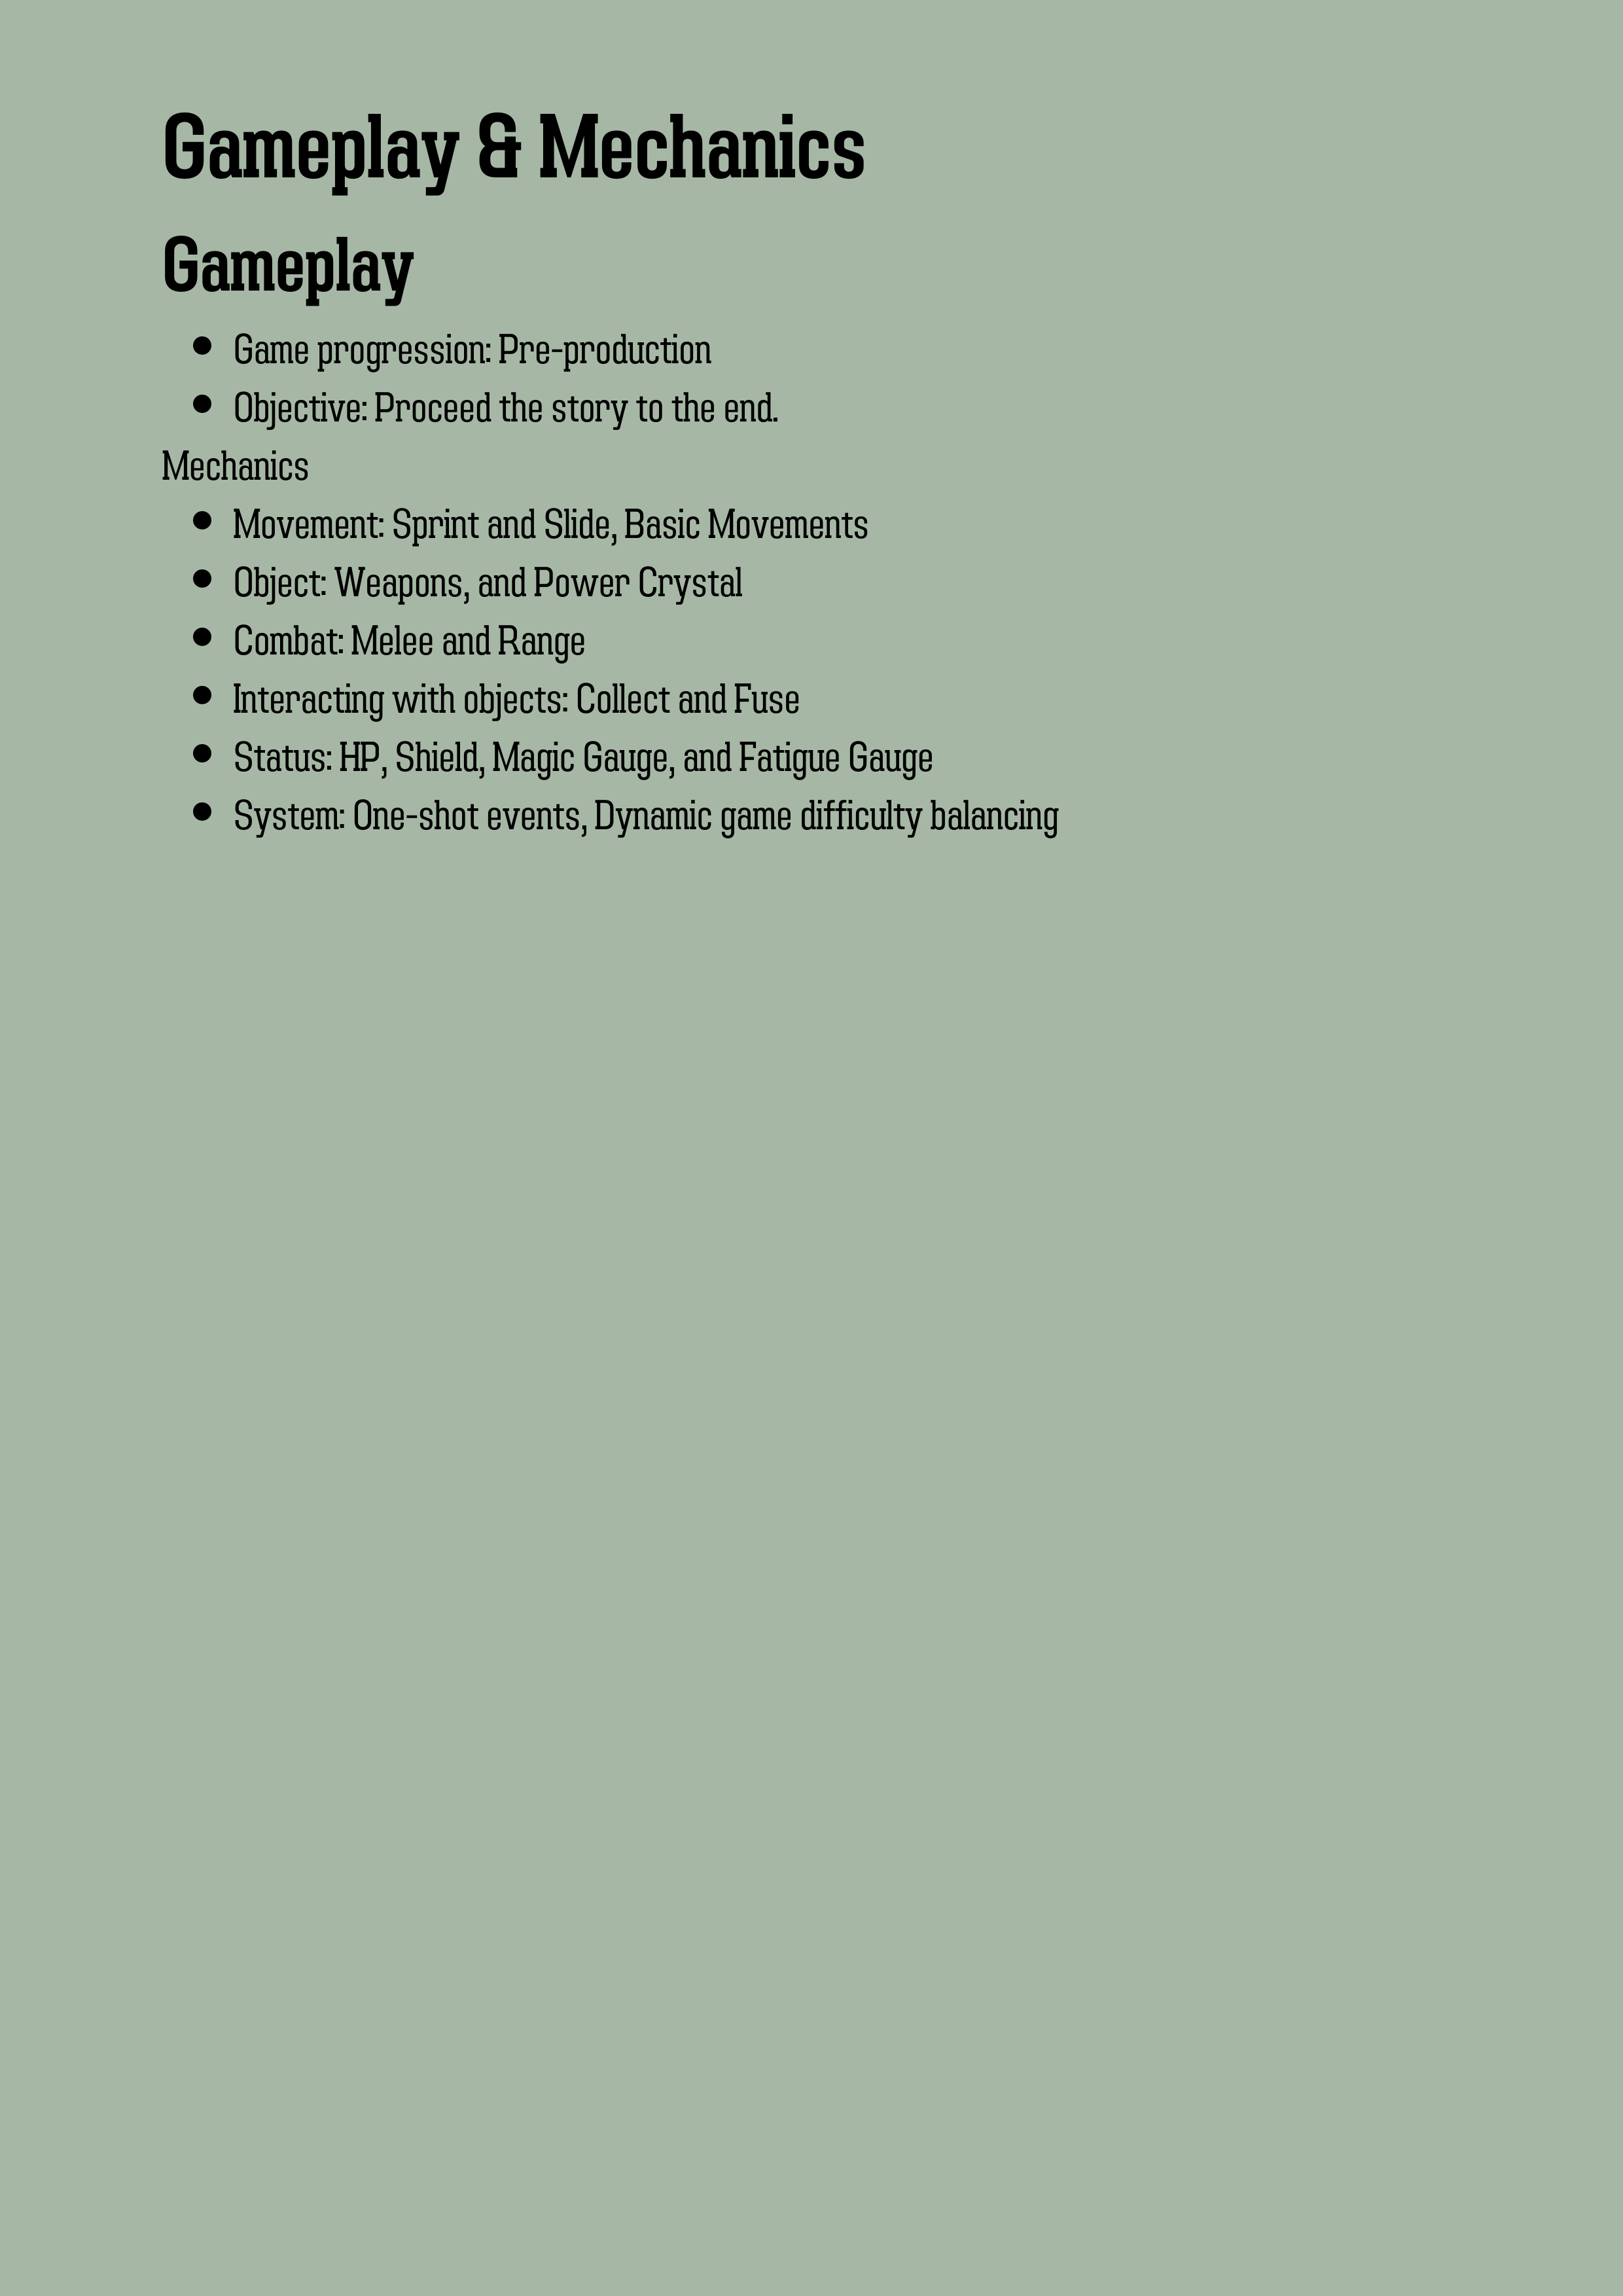 Gameplay & Mechanics
Gameplay
● Game progression: Pre-production
● Objective: Proceed the story to the end.
Mechanics
● Movement: Sprint and Slide, Basic Movements
● Object: Weapons, and Power Crystal
● Combat: Melee and Range
● Interacting with objects: Collect and Fuse
● Status: HP, Shield, Magic Gauge, and Fatigue Gauge
● System: One-shot events, Dynamic game difficulty balancing